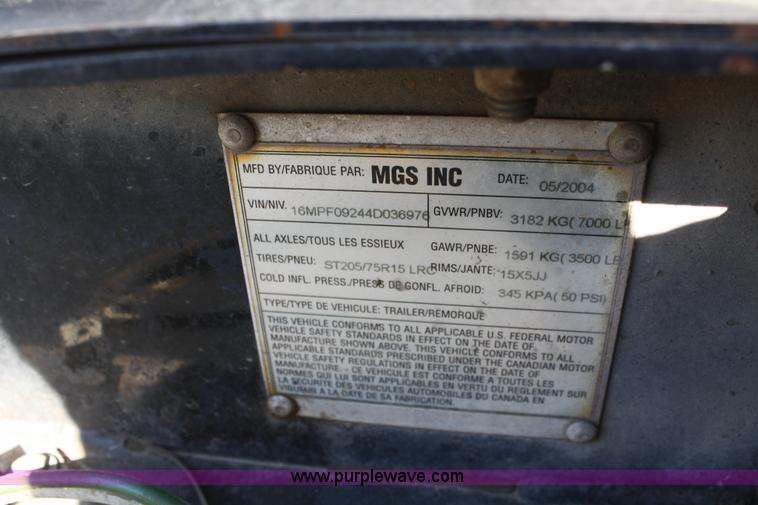 MFD BY/FABRIQUE PAR: MGS INC DATE: 05/2004
VIN/NIV. 16MPF09244D036976 GVWR/PNBV: 3182 KG( 7000 L
ALL AXLES/TOUS LES ESSIEUX GAWR/PNBE: 1591 KG( 3500 LB
TIRES/PNEU: ST205/75R15 LRC RIMS/JANTE: 15X5JJ
COLD INFL. PRESS./PRESS DE GONFL. AFROID: 345 KPA( 50 PSI)
TYPE/TYPE DE VEHICULE: TRAILER/REMORQUE
THIS VEHICLE CONFORMS TO ALL APPLICABLE U.S. FEDERAL MOTOR
VEHICLE SAFETY STANDARDS IN EFFECT ON THE DATE OF
MANUFACTURE SHOWN ABOVE. THIS VEHICLE CONFORMS TO ALL
APPLICABLE STANDARDS PRESCRIBED UNDER THE CANADIAN MOTOR
VEHICLE SAFETY REGULATIONS IN EFFECT ON THE DATE OF
MANUFACTURE. - CE VEHICULE EST CONFORME A TOUTES LES
NORMES QUI LUI SONT APPLICABLES EN VERTU DU REGLEMENT SUR
LA SECURITE DES VEHICULES AUTOMOBILES DU CANADA EN
VIGUEUR A LA DATE DE SA FABRICATION.
www.purplewave.com